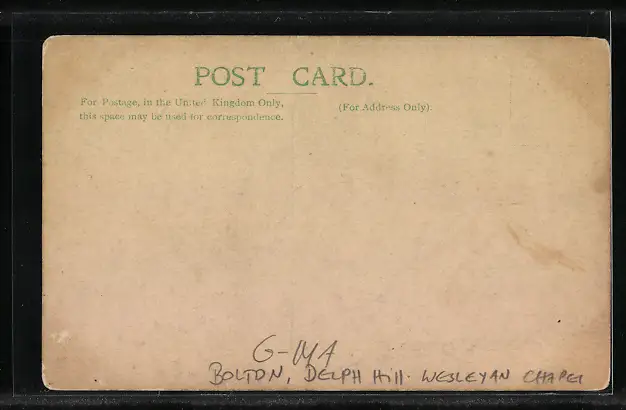 POST CARD.
For Postage, in the United Kingdom Only,
this space may be used for correspondence.
(For Address Only).
BOLTON, DELPH Hill. WESLEYAN CHAPEL